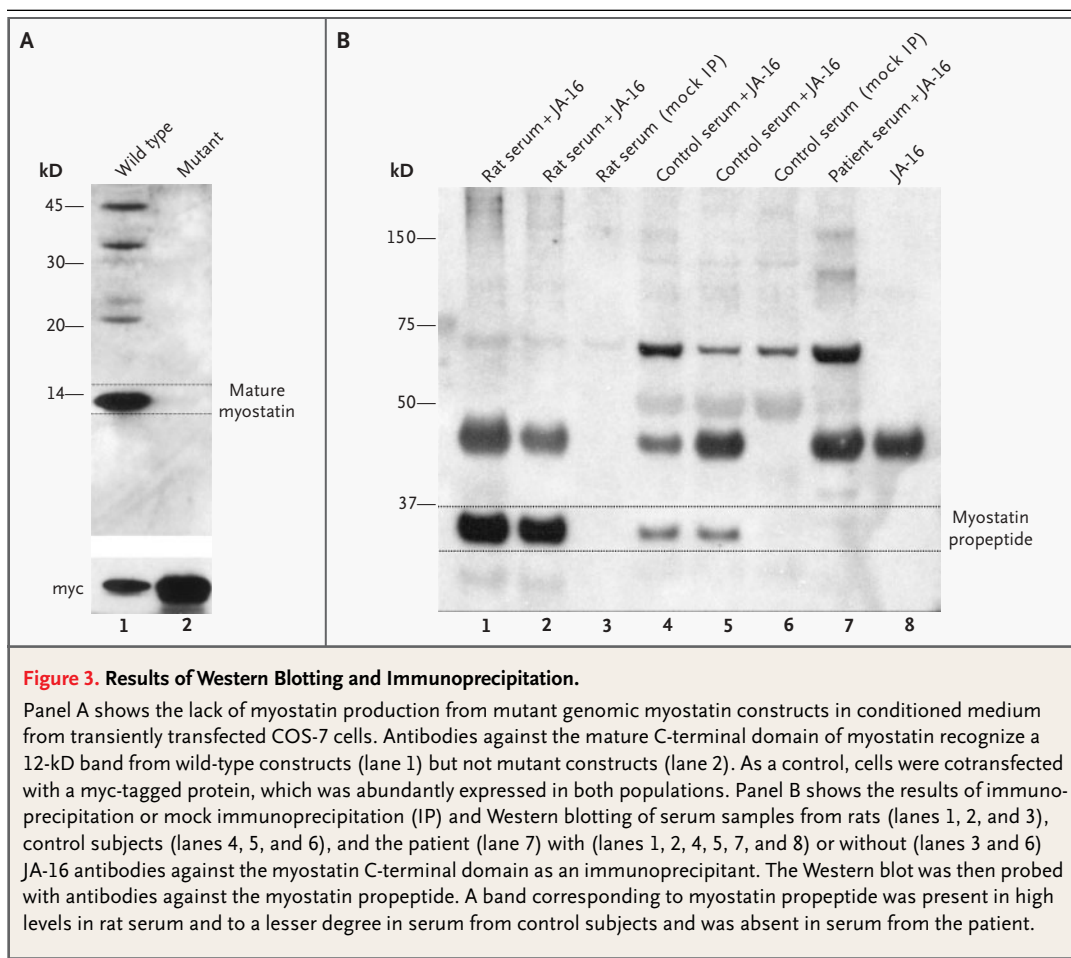 A
Wild type
Mutant
kD
45
30
20
14
Mature
myostatin
myc
1 2
B
Rat serum + JA-16
Rat serum + JA-16
Rat serum (mock IP)
Control serum + JA-16
Control serum + JA-16
Control serum (mock IP)
Patient serum + JA-16
JA-16
kD
150
75
50
37
Myostatin
propeptide
1 2 3 4 5 6 7 8
Figure 3. Results of Western Blotting and Immunoprecipitation.
Panel A shows the lack of myostatin production from mutant genomic myostatin constructs in conditioned medium
from transiently transfected COS-7 cells. Antibodies against the mature C-terminal domain of myostatin recognize a
12-kD band from wild-type constructs (lane 1) but not mutant constructs (lane 2). As a control, cells were cotransfected
with a myc-tagged protein, which was abundantly expressed in both populations. Panel B shows the results of immuno-
precipitation or mock immunoprecipitation (IP) and Western blotting of serum samples from rats (lanes 1, 2, and 3),
control subjects (lanes 4, 5, and 6), and the patient (lane 7) with (lanes 1, 2, 4, 5, 7, and 8) or without (lanes 3 and 6)
JA-16 antibodies against the myostatin C-terminal domain as an immunoprecipitant. The Western blot was then probed
with antibodies against the myostatin propeptide. A band corresponding to myostatin propeptide was present in high
levels in rat serum and to a lesser degree in serum from control subjects and was absent in serum from the patient.